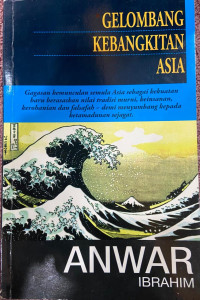 GELOMBANG
KEBANGKITAN
ASIA
Gagasan kemunculan semula Asia sebagai kekuatan
baru berasaskan nilai tradisi murni, keinsanan,
kerohanian dan falsafah – demi menyumbang kepada
ketamadunan sejagat.
ANWAR
IBRAHIM